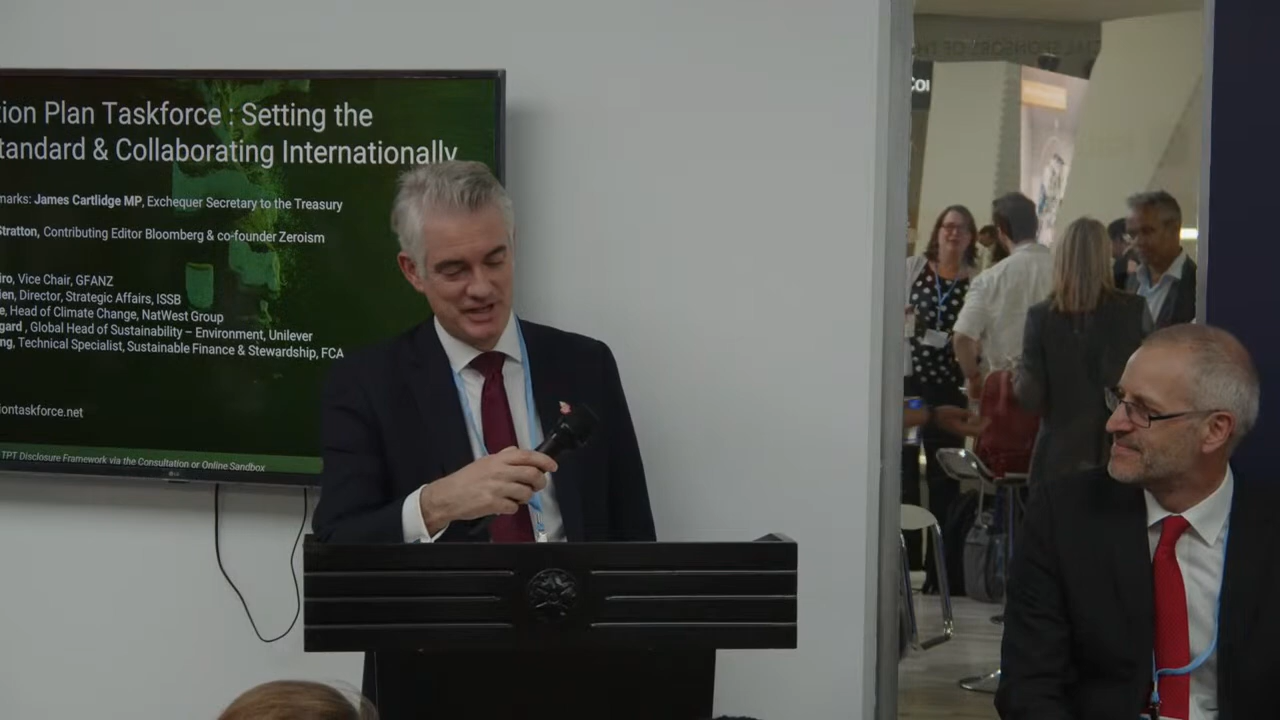 tion Plan Taskforce : Setting the
tandard & Collaborating Internationally
marks: James Cartlidge MP, Exchequer Secretary to the Treasury
Stratton, Contributing Editor Bloomberg & co-founder Zeroism
iro, Vice Chair, GFANZ
ien, Director, Strategic Affairs, ISSB
e, Head of Climate Change, NatWest Group
gard , Global Head of Sustainability – Environment, Unilever
ng, Technical Specialist, Sustainable Finance & Stewardship, FCA
iontaskforce.net
TPT Disclosure Framework via the Consultation or Online Sandbox
LG